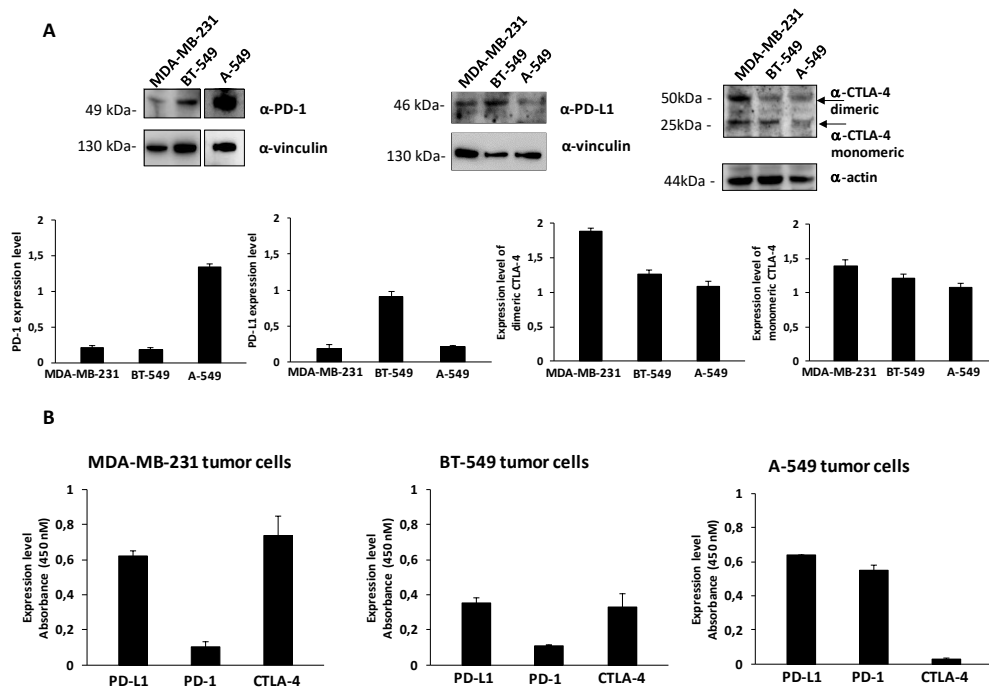 A
MDA-MB-231
BT-549
A-549
49 kDa-
α-PD-1
130 kDa-
α-vinculin
MDA-MB-231
BT-549
A-549
46 kDa-
α-PD-L1
130 kDa-
α-vinculin
MDA-MB-231
BT-549
A-549
50kDa -
25kDa -
α-CTLA-4
dimeric
α-CTLA-4
monomeric
44kDa -
α-actin
PD-1 expression level
2
1,5
1
0,5
0
MDA-MB-231 BT-549 A-549
PD-L1 expression level
2
1,5
1
0,5
0
MDA-MB-231 BT-549 A-549
Expression level of
dimeric CTLA-4
2
1,5
1
0,5
0
MDA-MB-231 BT-549 A-549
Expression level
of monomeric CTLA-4
2
1,5
1
0,5
0
MDA-MB-231 BT-549 A-549
B
MDA-MB-231 tumor cells
Expression level
Absorbance (450 nM)
1
0,8
0,6
0,4
0,2
0
PD-L1 PD-1 CTLA-4
BT-549 tumor cells
Expression level
Absorbance (450 nM)
1
0,8
0,6
0,4
0,2
0
PD-L1 PD-1 CTLA-4
A-549 tumor cells
Expression level
Absorbance (450 nM)
1
0,8
0,6
0,4
0,2
0
PD-L1 PD-1 CTLA-4